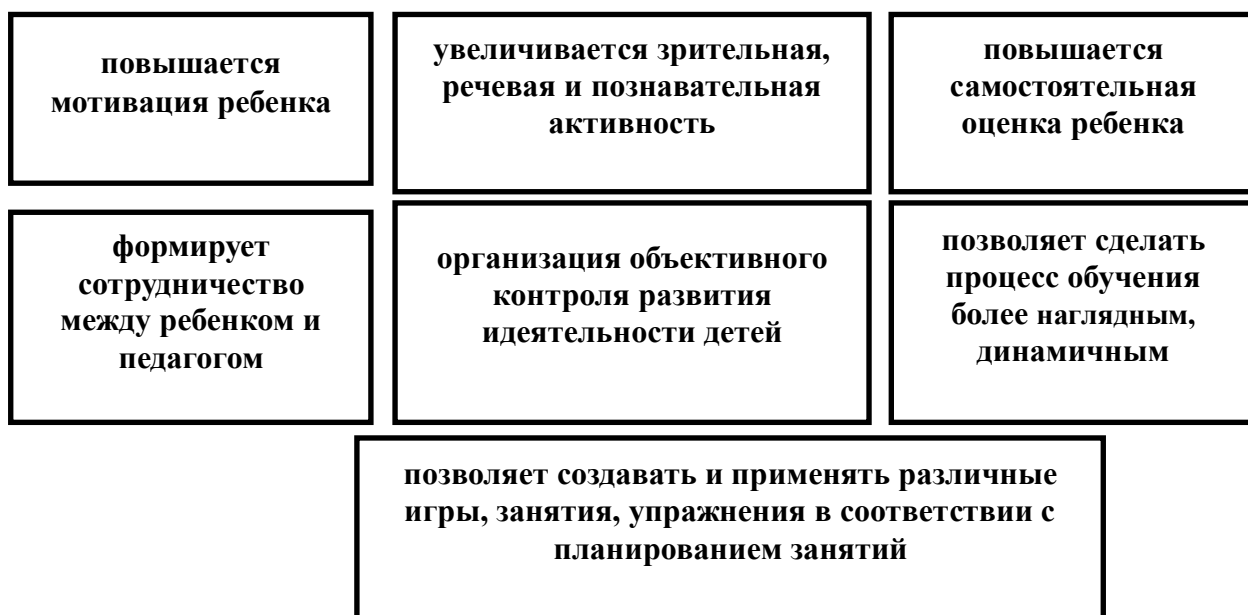 повышается
мотивация ребенка
увеличивается зрительная,
речевая и познавательная
активность
повышается
самостоятельная
оценка ребенка
формирует
сотрудничество
между ребенком и
педагогом
организация объективного
контроля развития
идеятельности детей
позволяет сделать
процесс обучения
более наглядным,
динамичным
позволяет создавать и применять различные
игры, занятия, упражнения в соответствии с
планированием занятий